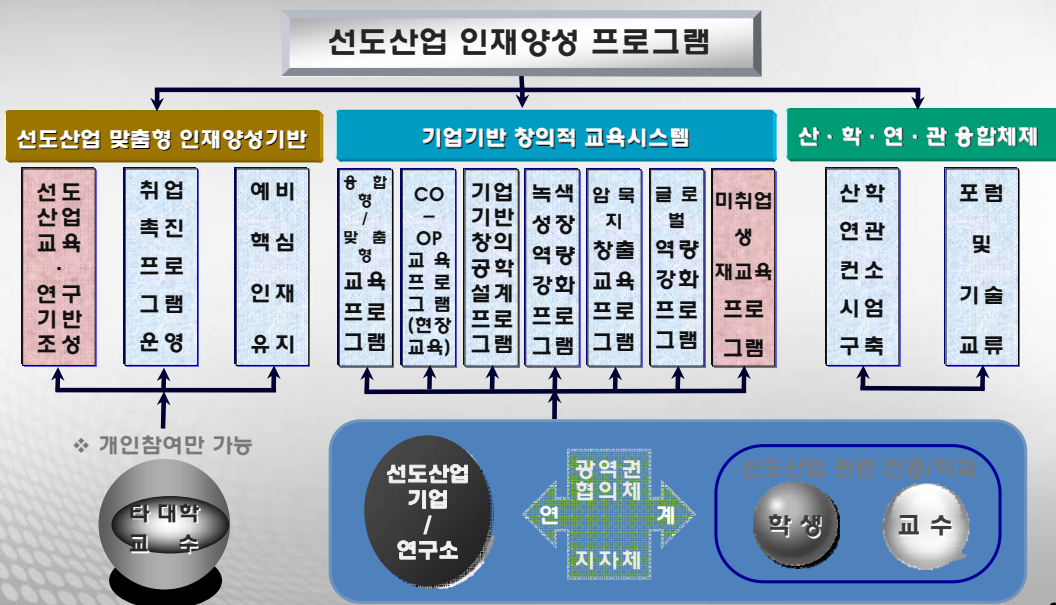 선도산업 인재양성 프로그램
선도산업 맞춤형 인재양성기반
기업기반 창의적 교육시스템
산 · 학 · 연 · 관 융합체제
선도
산업
교육
·
연구
기반
조성
취업
촉진
프로
그램
운영
예비
핵심
인재
유지
융 합
형
/
맞 춤
형
교육
프로
그램
CO
–
OP
교 육
프 로
그 램
(현장
교육)
기업
기반
창의
공학
설계
프로
그램
녹색
성장
역량
강화
프로
그램
암 묵
지
창출
교육
프로
그램
글 로
벌
역량
강화
프로
그램
미취업
생
재교육
프로
그램
산학
연관
컨소
시엄
구축
포럼
및
기술
교류
❖ 개인참여만 가능
타 대학
교 수
선도산업
기업
/
연구소
광역권
협의체
연 계
지자체
선도산업 관련 전공/학과
학 생
교 수